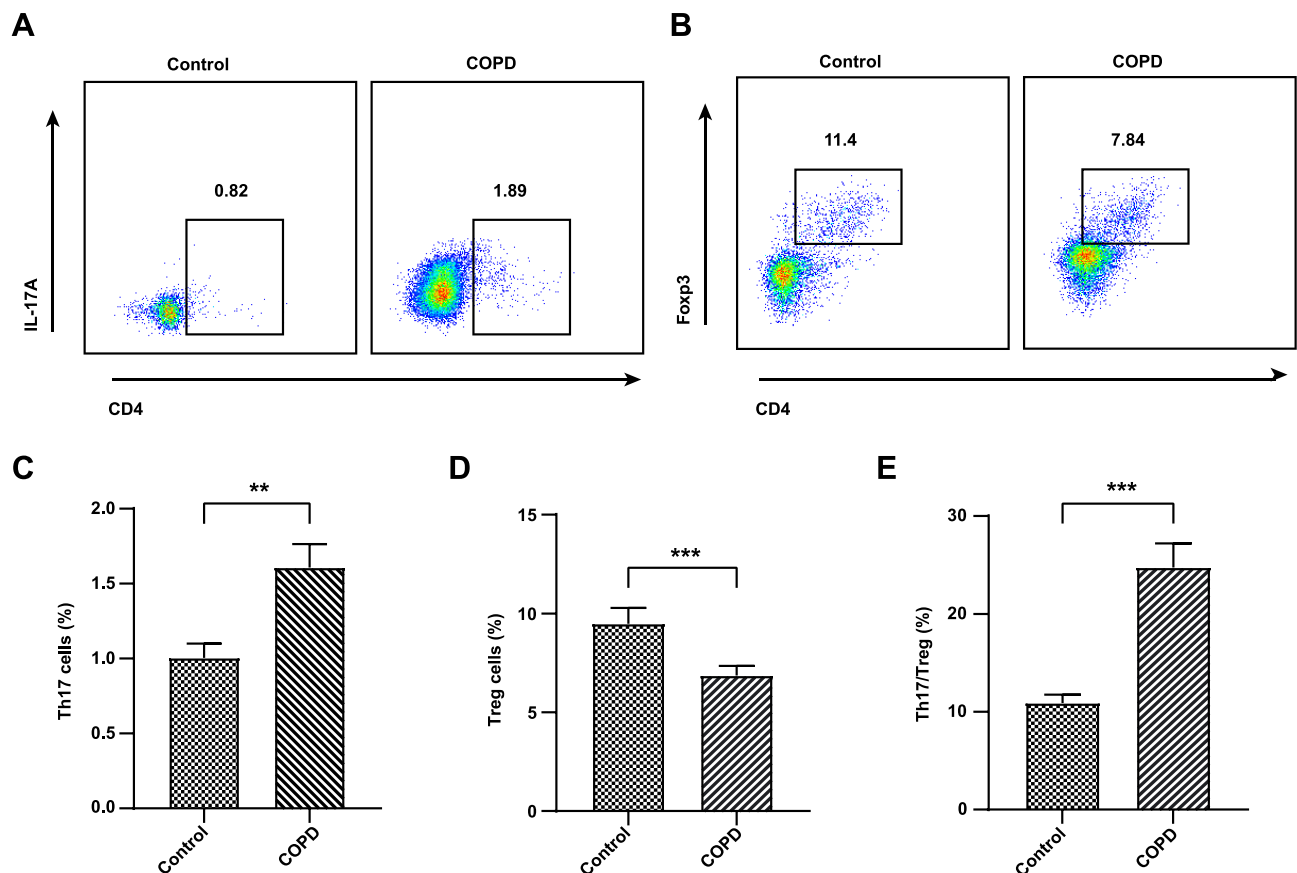 A
Control
COPD
0.82
1.89
IL-17A
CD4
B
Control
COPD
11.4
7.84
Foxp3
CD4
C
**
2.0
1.5
1.0
0.5
0.0
Th17 cells (%)
Control
COPD
D
***
15
10
5
0
Treg cells (%)
Control
COPD
E
***
30
20
10
0
Th17/Treg (%)
Control
COPD